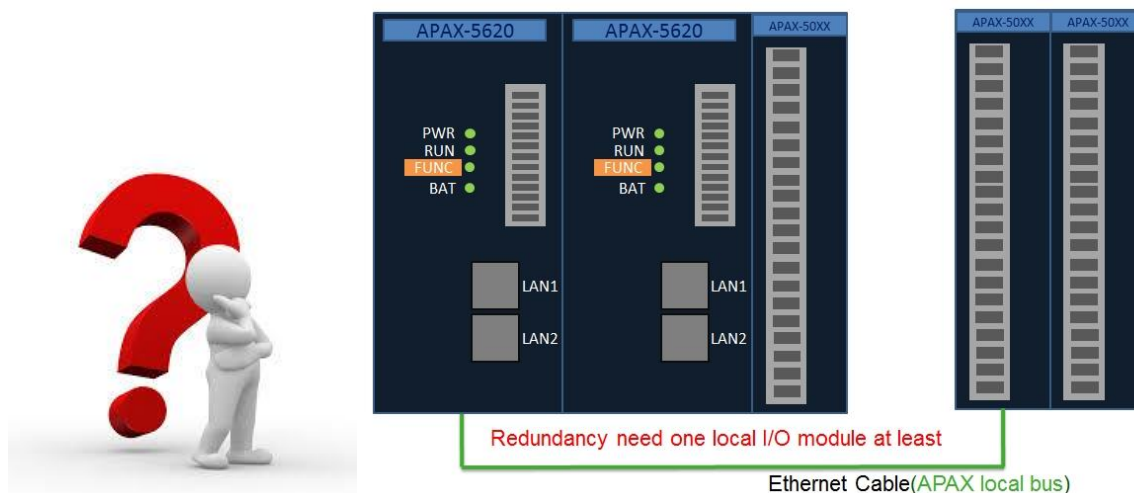 APAX-5620
APAX-5620
APAX-50XX
APAX-50XX
APAX-50XX
PWR
RUN
FUNC
BAT
PWR
RUN
FUNC
BAT
LAN1
LAN2
LAN1
LAN2
Redundancy need one local I/O module at least
Ethernet Cable(APAX local bus)